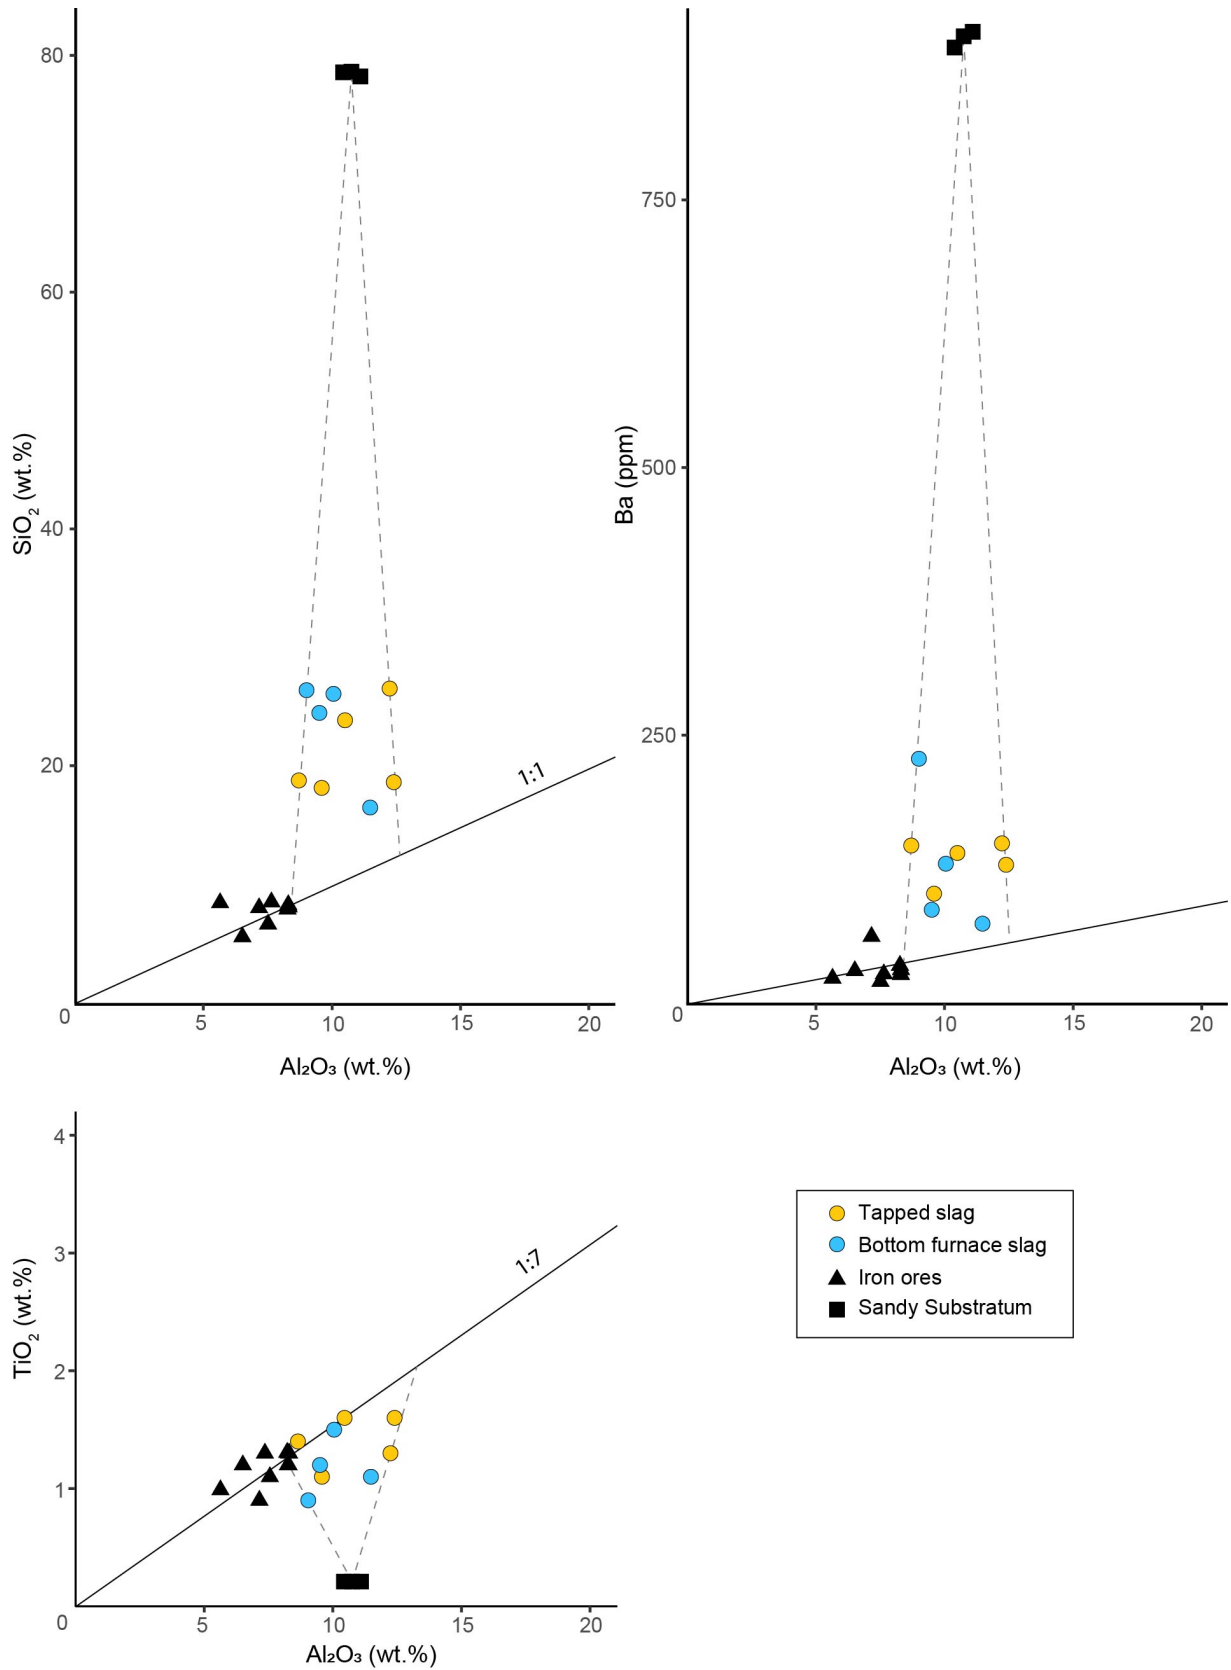 80
60
40
20
0
5
10
15
20
SiO₂ (wt.%)
1:1
Al₂O₃ (wt.%)
750
500
250
0
5
10
15
20
Ba (ppm)
Al₂O₃ (wt.%)
4
3
2
1
0
5
10
15
20
TiO₂ (wt.%)
1:7
Al₂O₃ (wt.%)
Tapped slag
Bottom furnace slag
Iron ores
Sandy Substratum